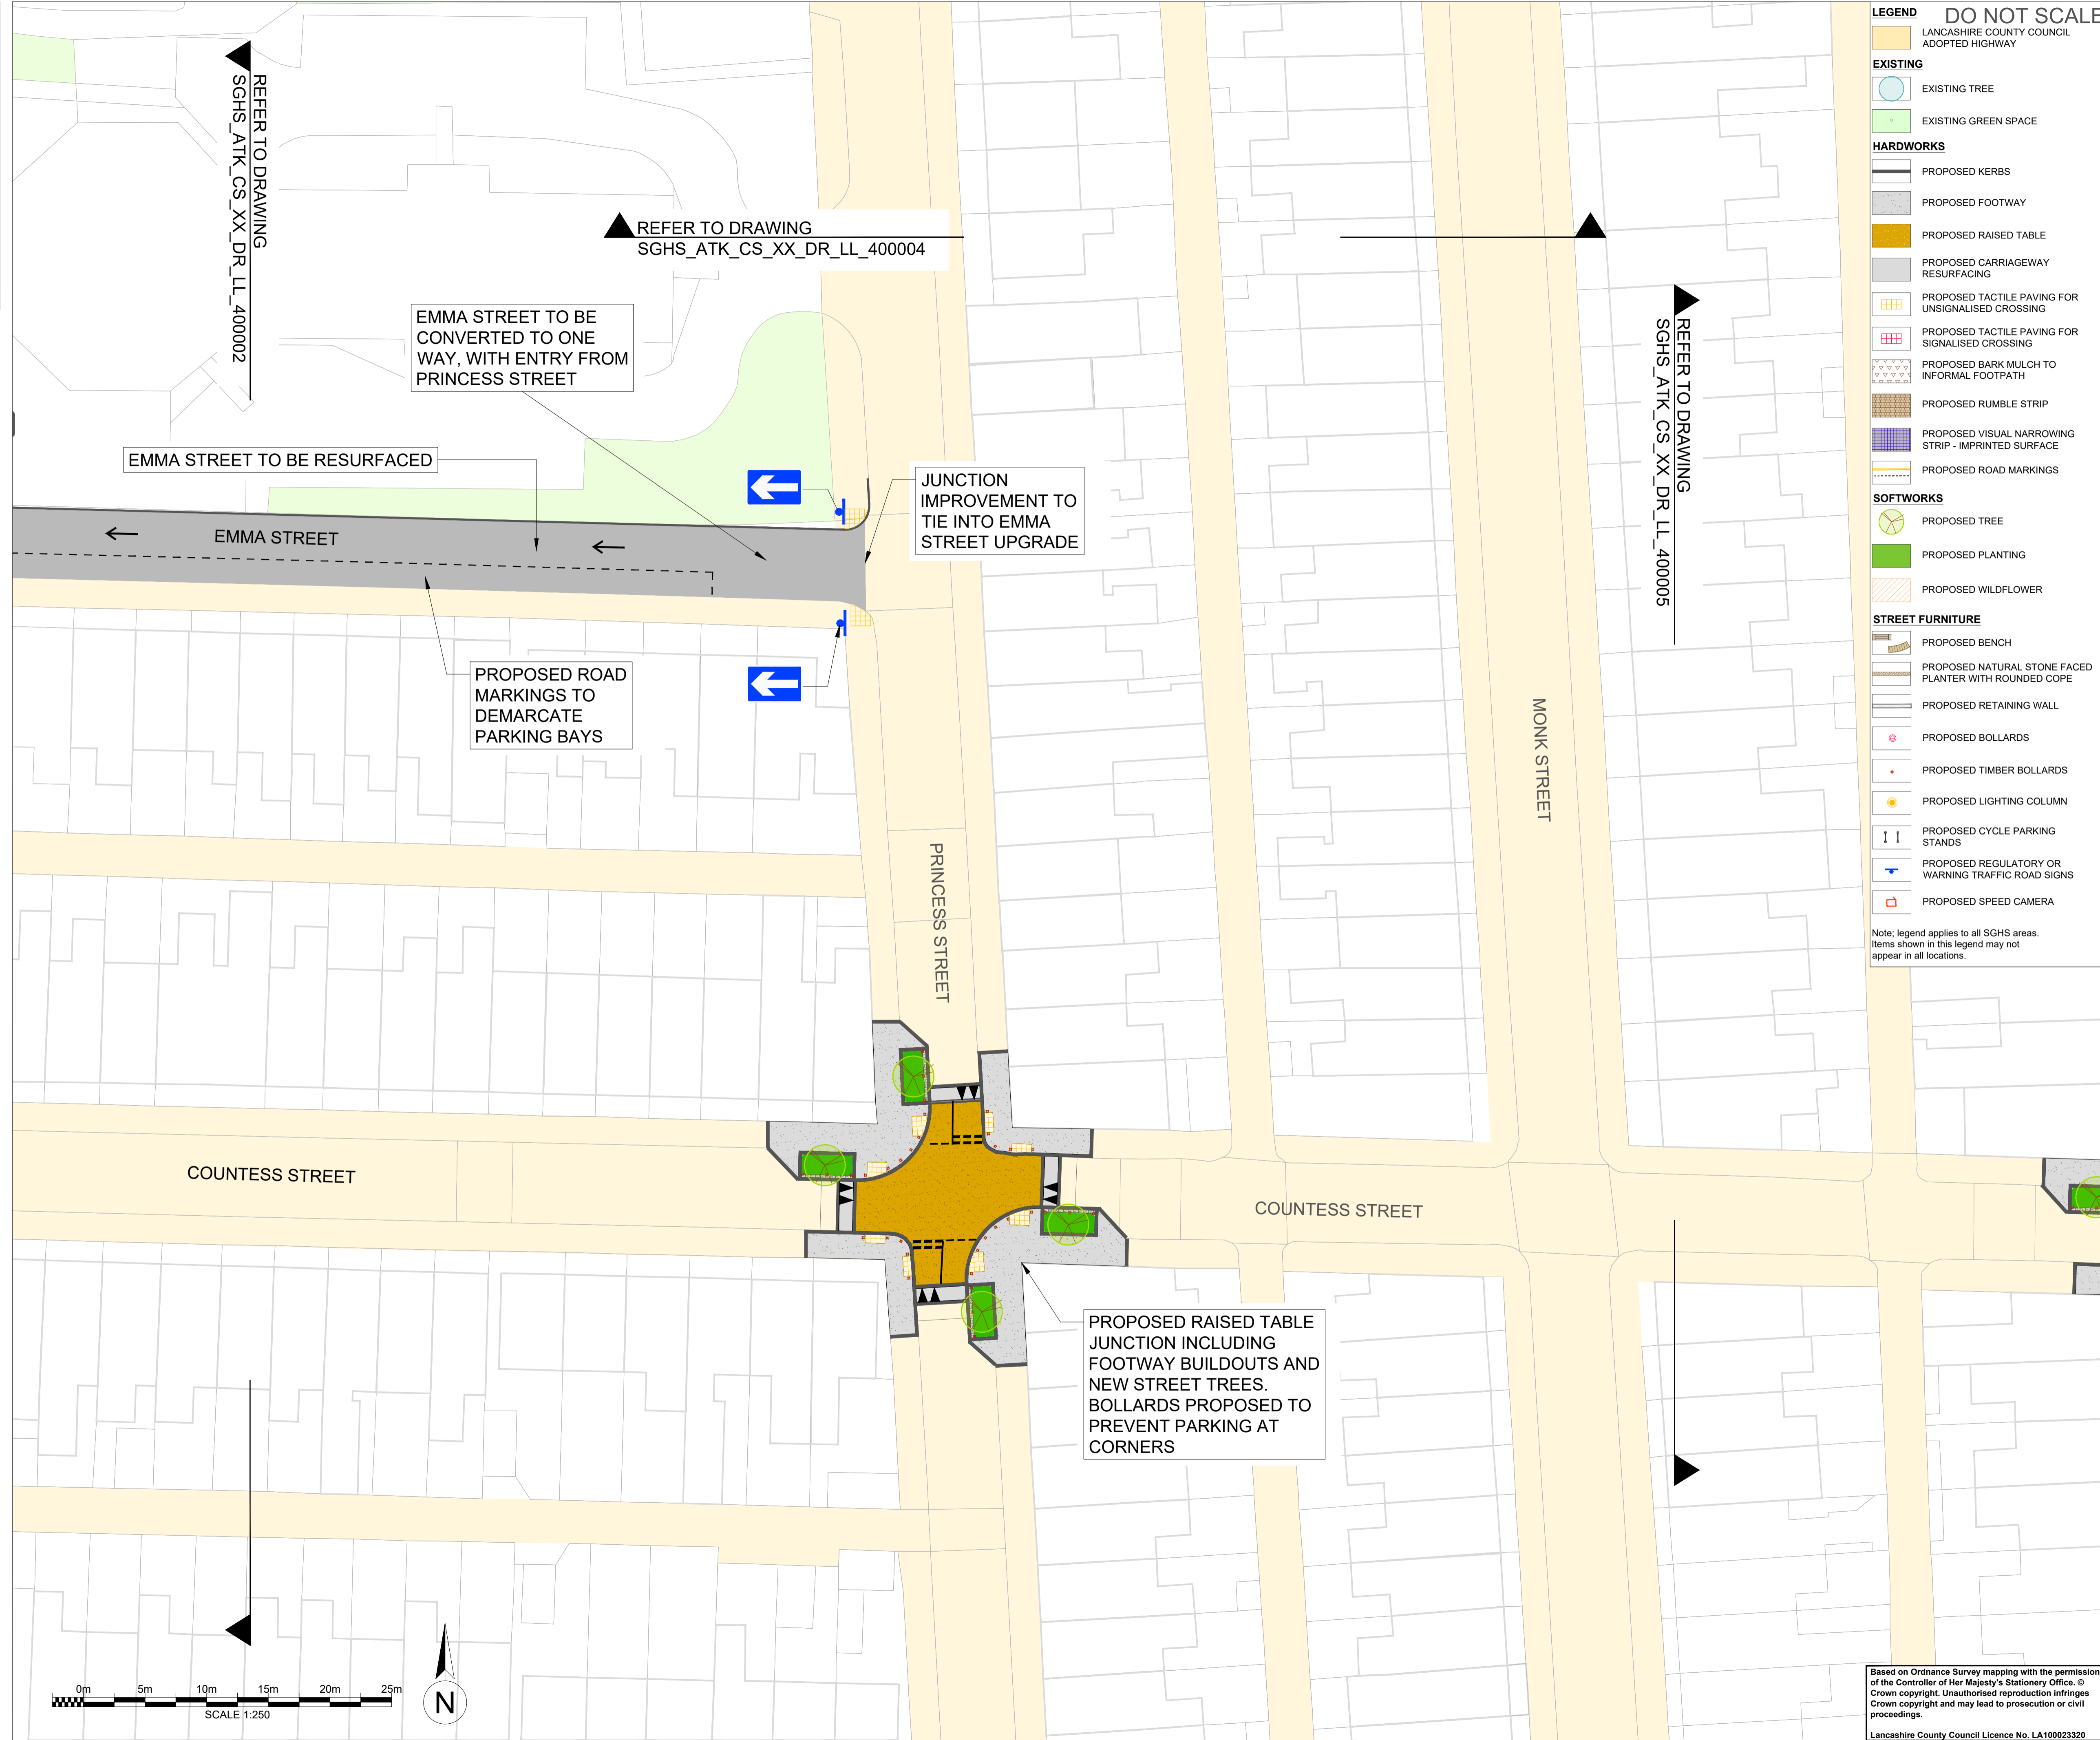 REFER TO DRAWING
SGHS_ATK_CS_XX_DR_LL_400002
REFER TO DRAWING
SGHS_ATK_CS_XX_DR_LL_400004
EMMA STREET TO BE
CONVERTED TO ONE
WAY, WITH ENTRY FROM
PRINCESS STREET
EMMA STREET TO BE RESURFACED
JUNCTION
IMPROVEMENT TO
TIE INTO EMMA
STREET UPGRADE
EMMA STREET
PROPOSED ROAD
MARKINGS TO
DEMARCATE
PARKING BAYS
REFER TO DRAWING
SGHS_ATK_CS_XX_DR_LL_400005
MONK STREET
PRINCESS STREET
COUNTESS STREET
COUNTESS STREET
PROPOSED RAISED TABLE
JUNCTION INCLUDING
FOOTWAY BUILDOUTS AND
NEW STREET TREES.
BOLLARDS PROPOSED TO
PREVENT PARKING AT
CORNERS
0m 5m 10m 15m 20m 25m
SCALE 1:250
N
LEGEND
DO NOT SCALE
LANCASHIRE COUNTY COUNCIL
ADOPTED HIGHWAY
EXISTING
EXISTING TREE
EXISTING GREEN SPACE
HARDWORKS
PROPOSED KERBS
PROPOSED FOOTWAY
PROPOSED RAISED TABLE
PROPOSED CARRIAGEWAY
RESURFACING
PROPOSED TACTILE PAVING FOR
UNSIGNALISED CROSSING
PROPOSED TACTILE PAVING FOR
SIGNALISED CROSSING
PROPOSED BARK MULCH TO
INFORMAL FOOTPATH
PROPOSED RUMBLE STRIP
PROPOSED VISUAL NARROWING
STRIP - IMPRINTED SURFACE
PROPOSED ROAD MARKINGS
SOFTWORKS
PROPOSED TREE
PROPOSED PLANTING
PROPOSED WILDFLOWER
STREET FURNITURE
PROPOSED BENCH
PROPOSED NATURAL STONE FACED
PLANTER WITH ROUNDED COPE
PROPOSED RETAINING WALL
PROPOSED BOLLARDS
PROPOSED TIMBER BOLLARDS
PROPOSED LIGHTING COLUMN
PROPOSED CYCLE PARKING
STANDS
PROPOSED REGULATORY OR
WARNING TRAFFIC ROAD SIGNS
PROPOSED SPEED CAMERA
Note; legend applies to all SGHS areas.
Items shown in this legend may not
appear in all locations.
Based on Ordnance Survey mapping with the permission
of the Controller of Her Majesty's Stationery Office. ©
Crown copyright. Unauthorised reproduction infringes
Crown copyright and may lead to prosecution or civil
proceedings.
Lancashire County Council Licence No. LA100023320